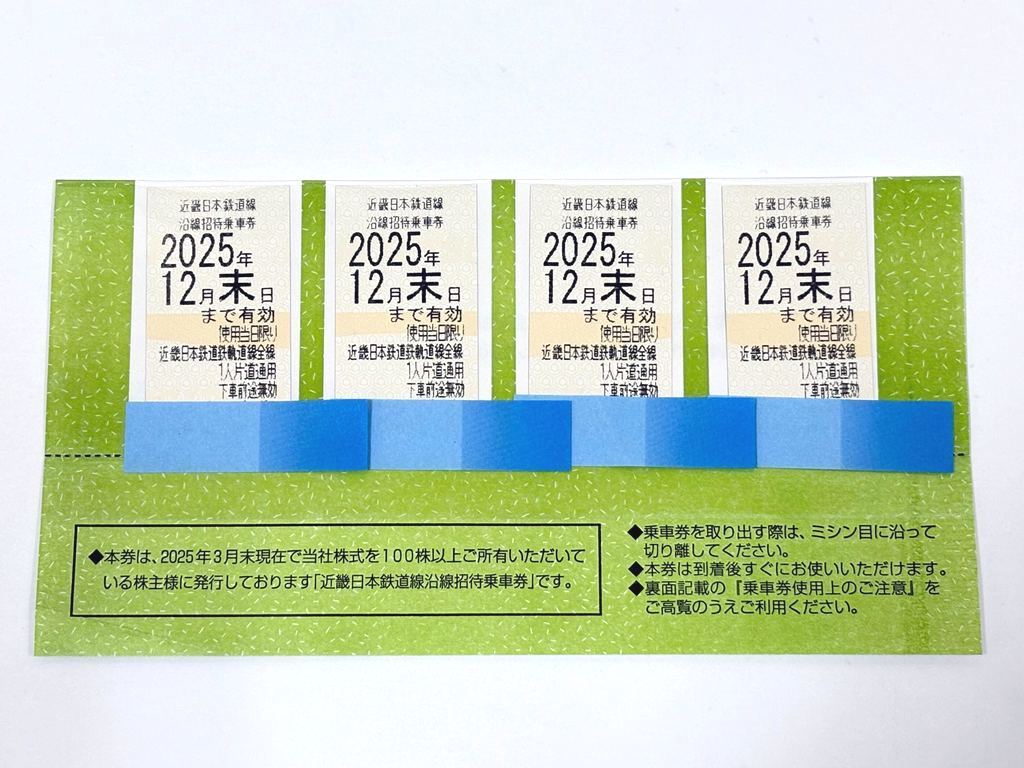 近畿日本鉄道線
沿線招待乗車券
2025年
12月末日
まで有効
使用当日限り
近畿日本鉄道鉄軌道線全線
1人片道通用
下車前途無効
近畿日本鉄道線
沿線招待乗車券
2025年
12月末日
まで有効
使用当日限り
近畿日本鉄道鉄軌道線全線
1人片道通用
下車前途無効
近畿日本鉄道線
沿線招待乗車券
2025年
12月末日
まで有効
使用当日限り
近畿日本鉄道鉄軌道線全線
1人片道通用
下車前途無効
近畿日本鉄道線
沿線招待乗車券
2025年
12月末日
まで有効
使用当日限り
近畿日本鉄道鉄軌道線全線
1人片道通用
下車前途無効
◆本券は、2025年3月末現在で当社株式を100株以上ご所有いただいて
いる株主様に発行しております「近畿日本鉄道線沿線招待乗車券」です。
◆乗車券を取り出す際は、ミシン目に沿って
切り離してください。
◆本券は到着後すぐにお使いいただけます。
◆裏面記載の『乗車券使用上のご注意』を
ご高覧のうえご利用ください。